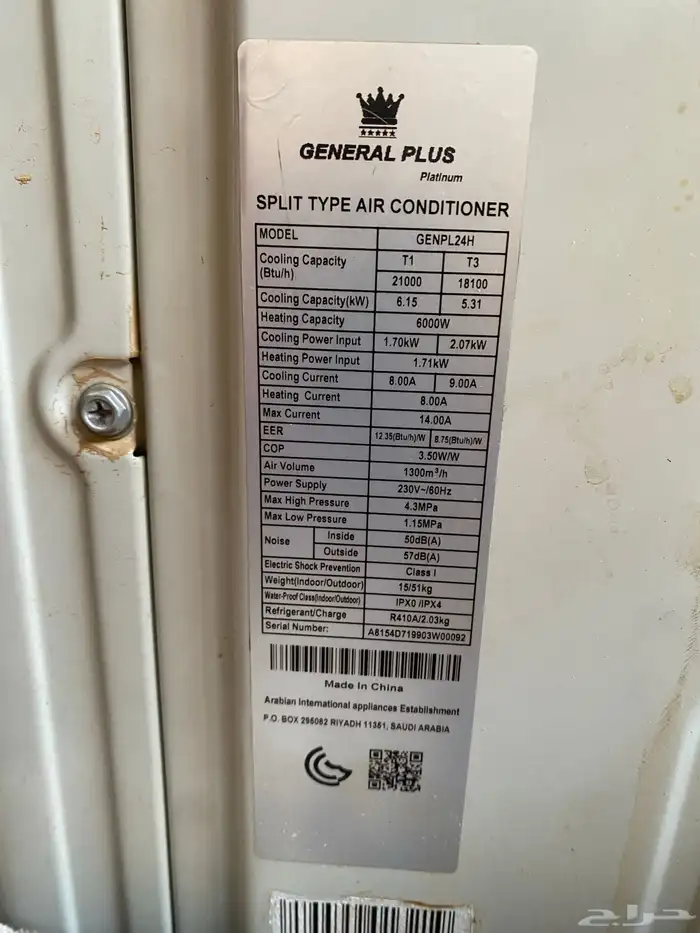 GENERAL PLUS
Platinum
SPLIT TYPE AIR CONDITIONER
MODEL GENPL24H
Cooling Capacity (Btu/h) T1 T3
21000 18100
Cooling Capacity(kW) 6.15 5.31
Heating Capacity 6000W
Cooling Power Input 1.70kW 2.07kW
Heating Power Input 1.71kW
Cooling Current 8.00A 9.00A
Heating Current 8.00A
Max Current 14.00A
EER 12.35(Btu/h)/W 8.75(Btu/h)/W
COP 3.50W/W
Air Volume 1300m³/h
Power Supply 230V~/60Hz
Max High Pressure 4.3MPa
Max Low Pressure 1.15MPa
Noise Inside 50dB(A)
Outside 57dB(A)
Electric Shock Prevention Class I
Weight(Indoor/Outdoor) 15/51kg
Water-Proof Class(Indoor/Outdoor) IPX0 /IPX4
Refrigerant/Charge R410A/2.03kg
Serial Number: A8154D719903W00092
Made In China
Arabian International appliances Establishment
P.O. BOX 296082 RIYADH 11351, SAUDI ARABIA
حراج